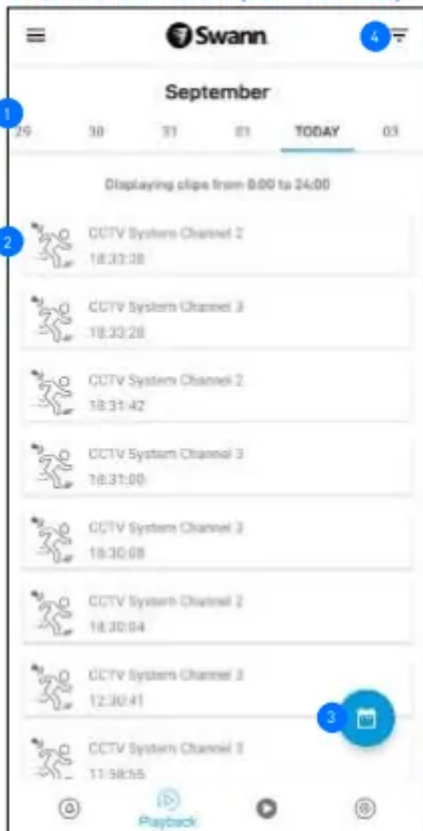 Swann
4
September
1
29 30 31 01 TODAY 03
Displaying clips from 0:00 to 24:00
2
CCTV System Channel 2
18:33:28
CCTV System Channel 3
18:33:28
CCTV System Channel 2
18:31:42
CCTV System Channel 3
18:31:00
CCTV System Channel 3
18:30:08
CCTV System Channel 2
18:30:04
CCTV System Channel 3
12:30:41
3
CCTV System Channel 3
11:58:55
Playback